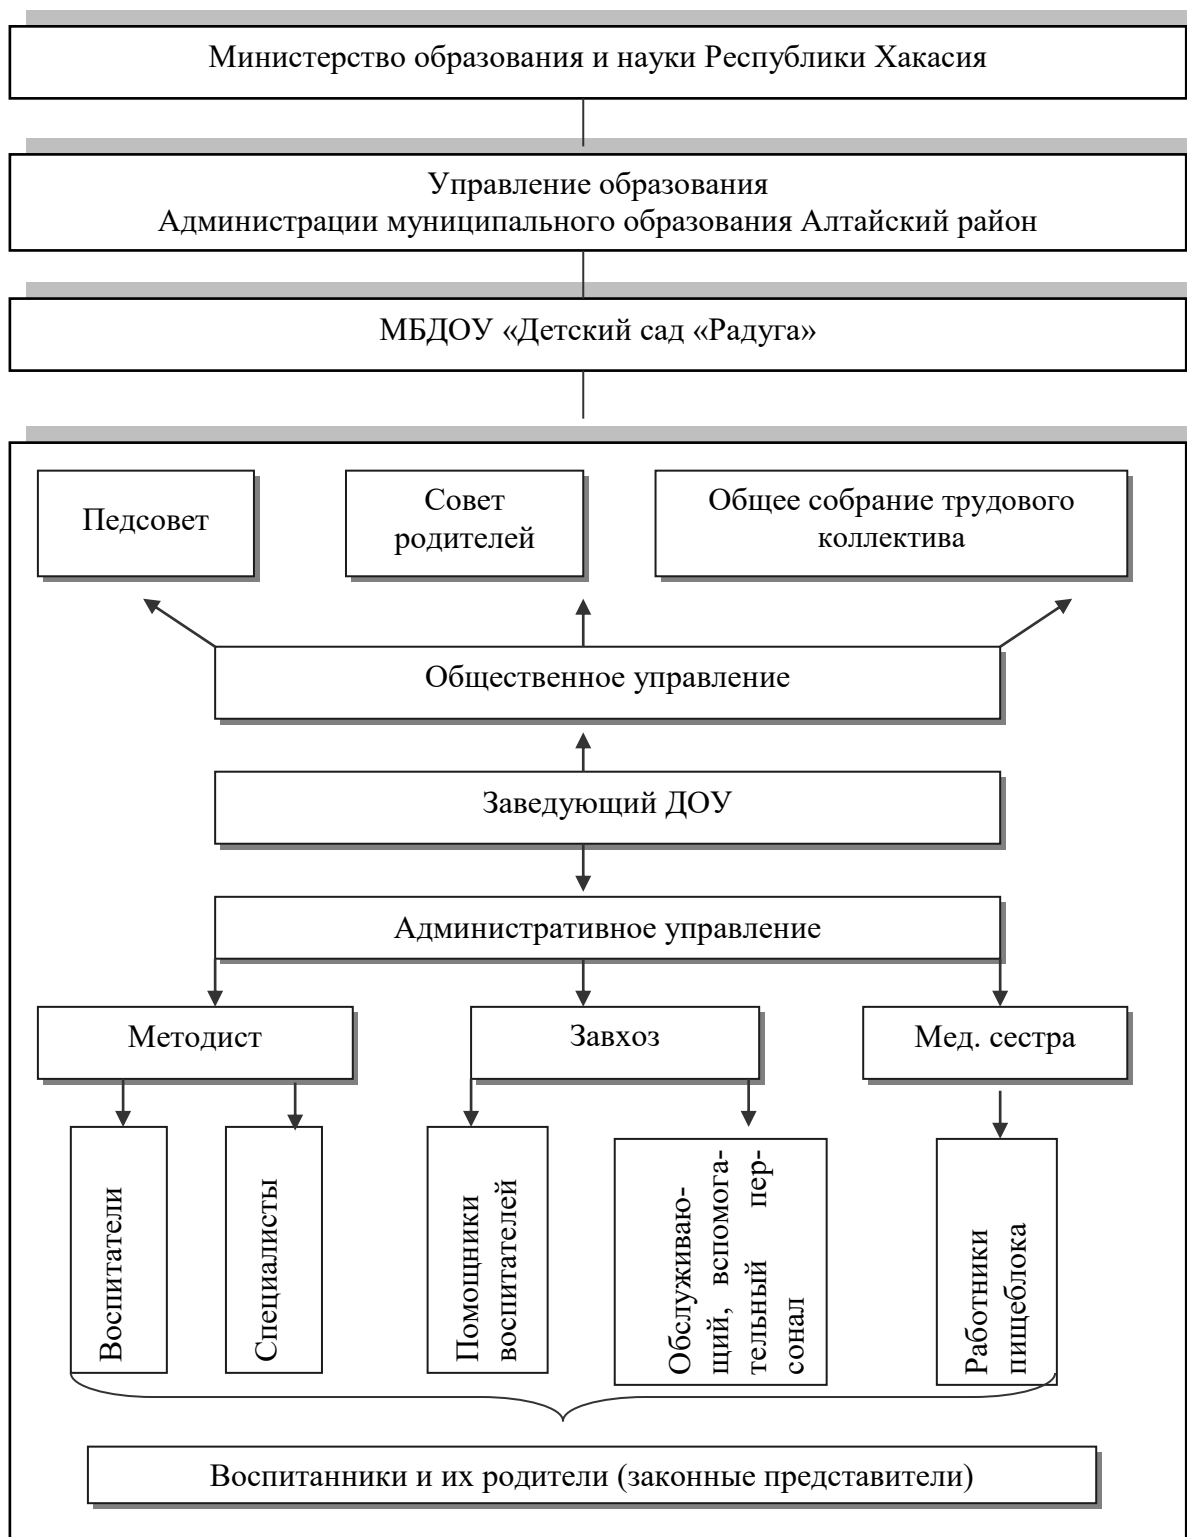 Министерство образования и науки Республики Хакасия
Управление образования
Администрации муниципального образования Алтайский район
МБДОУ «Детский сад «Радуга»
Педсовет
Совет
родителей
Общее собрание трудового
коллектива
Общественное управление
Заведующий ДОУ
Административное управление
Методист
Завхоз
Мед. сестра
Воспитатели
Специалисты
Помощники
воспитателей
Обслуживаю-
щий, вспомога-
тельный пер-
сонал
Работники
пищеблока
Воспитанники и их родители (законные представители)